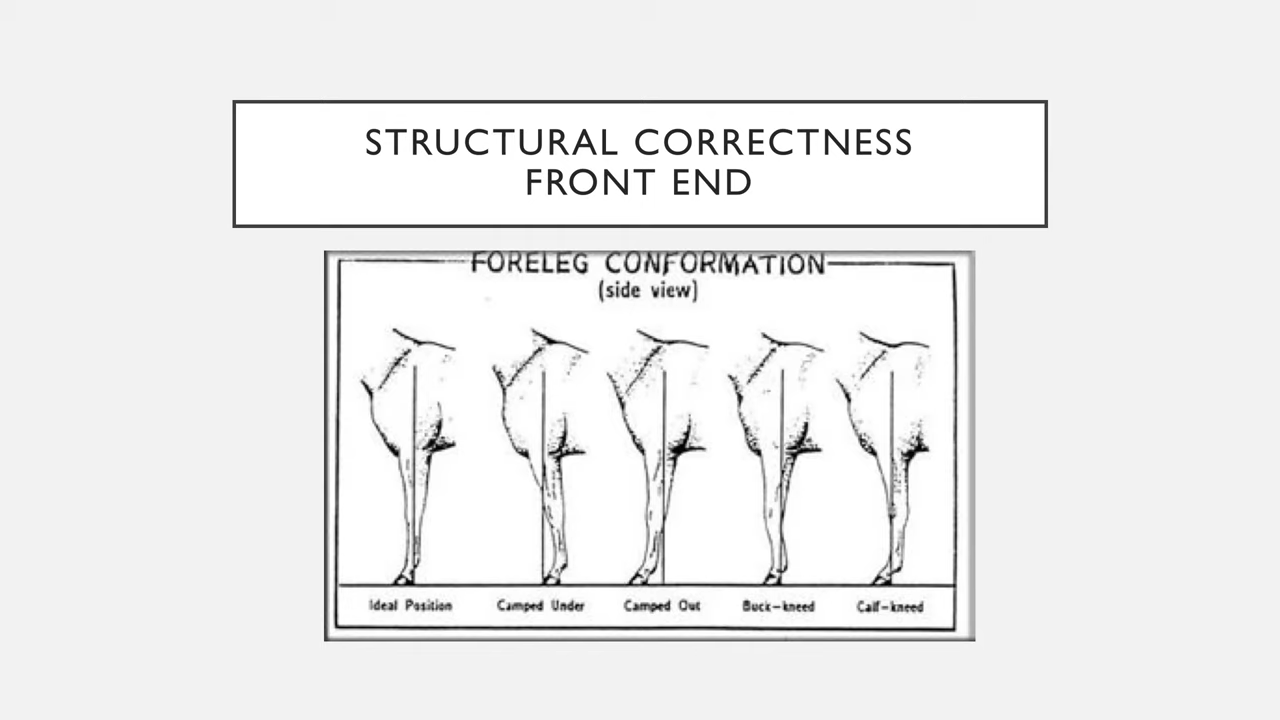 STRUCTURAL CORRECTNESS
FRONT END
FORELEG CONFORMATION
(side view)
Ideal Position Camped Under Camped Out Buck-kneed Calf-kneed